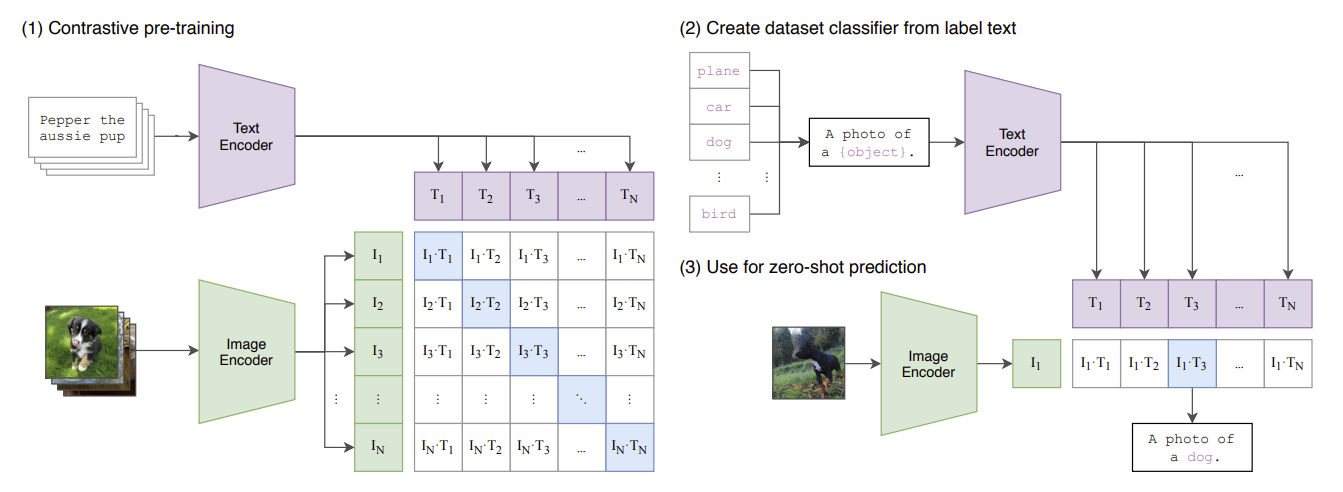 (1) Contrastive pre-training
Pepper the
aussie pup
Text
Encoder
...
T1 T2 T3 ... TN
I1 I1·T1 I1·T2 I1·T3 ... I1·TN
I2 I2·T1 I2·T2 I2·T3 ... I2·TN
Image
Encoder
I3 I3·T1 I3·T2 I3·T3 ... I3·TN
⋮ ⋮ ⋮ ⋮ ⋮ ⋱ ⋮
IN IN·T1 IN·T2 IN·T3 ... IN·TN
(2) Create dataset classifier from label text
plane
car
dog
⋮ ⋮
bird
A photo of
a {object}.
Text
Encoder
...
(3) Use for zero-shot prediction
T1 T2 T3 ... TN
Image
Encoder
I1 I1·T1 I1·T2 I1·T3 ... I1·TN
A photo of
a dog.